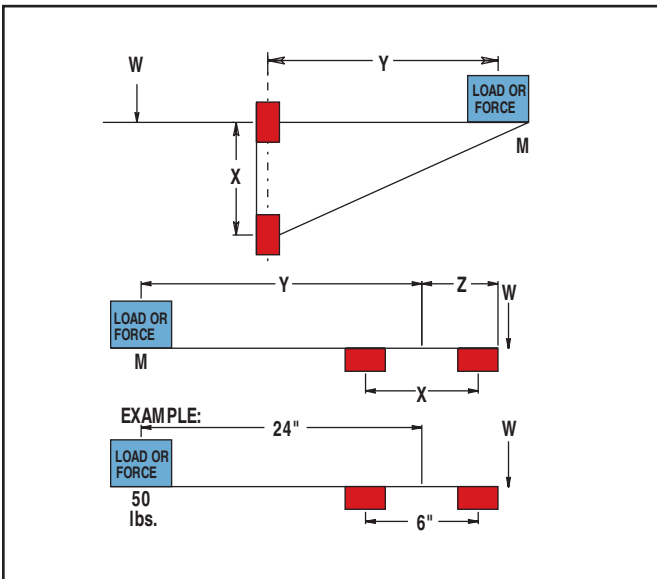 W
Y
LOAD OR
FORCE
M
X
Y
Z
W
LOAD OR
FORCE
M
X
EXAMPLE:
24"
W
LOAD OR
FORCE
50
lbs.
6"